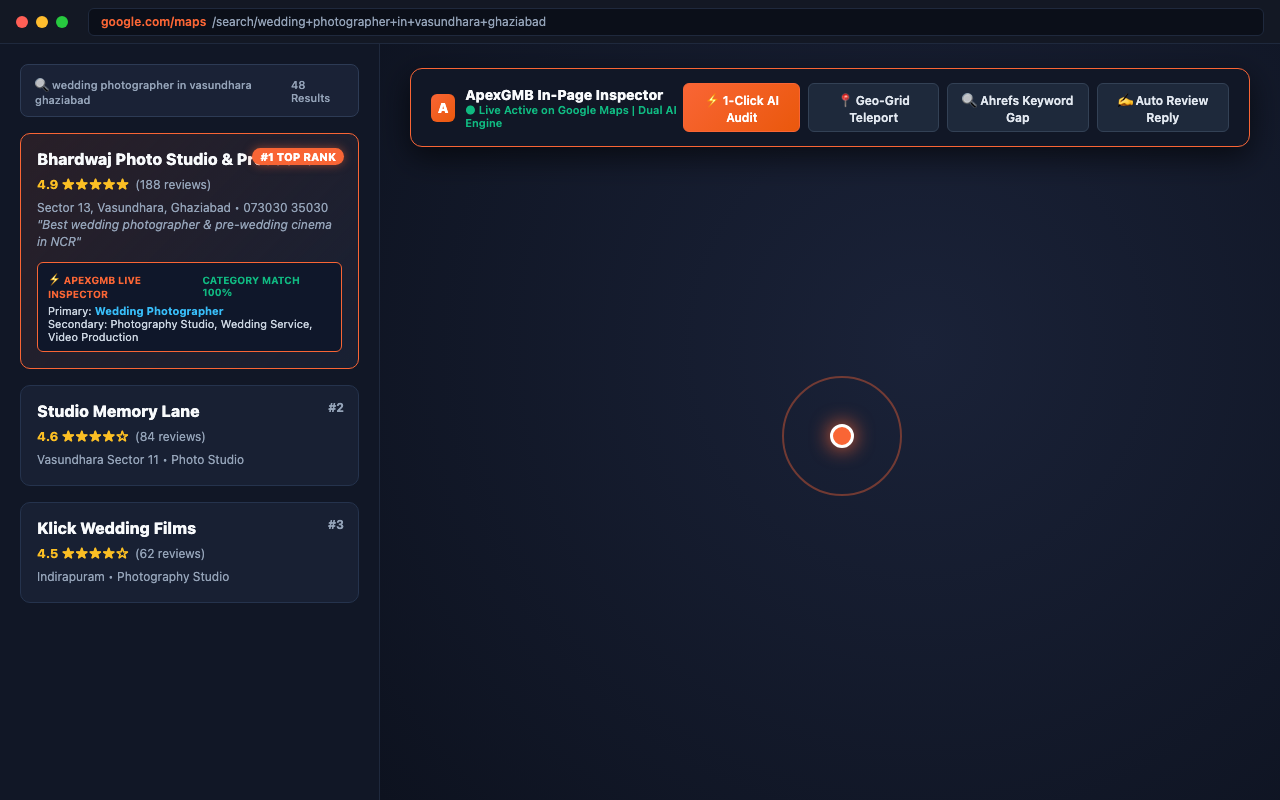 google.com/maps /search/wedding+photographer+in+vasundhara+ghaziabad
🔍 wedding photographer in vasundhara
ghaziabad
48
Results
Bhardwaj Photo Studio & Pr
#1 TOP RANK
4.9 ★★★★★ (188 reviews)
Sector 13, Vasundhara, Ghaziabad • 073030 35030
"Best wedding photographer & pre-wedding cinema
in NCR"
⚡ APEXGMB LIVE
INSPECTOR
CATEGORY MATCH
100%
Primary: Wedding Photographer
Secondary: Photography Studio, Wedding Service,
Video Production
Studio Memory Lane
#2
4.6 ★★★★☆ (84 reviews)
Vasundhara Sector 11 • Photo Studio
Klick Wedding Films
#3
4.5 ★★★★☆ (62 reviews)
Indirapuram • Photography Studio
A
ApexGMB In-Page Inspector
● Live Active on Google Maps | Dual AI
Engine
⚡ 1-Click AI
Audit
📍 Geo-Grid
Teleport
🔍 Ahrefs Keyword
Gap
✍️ Auto Review
Reply